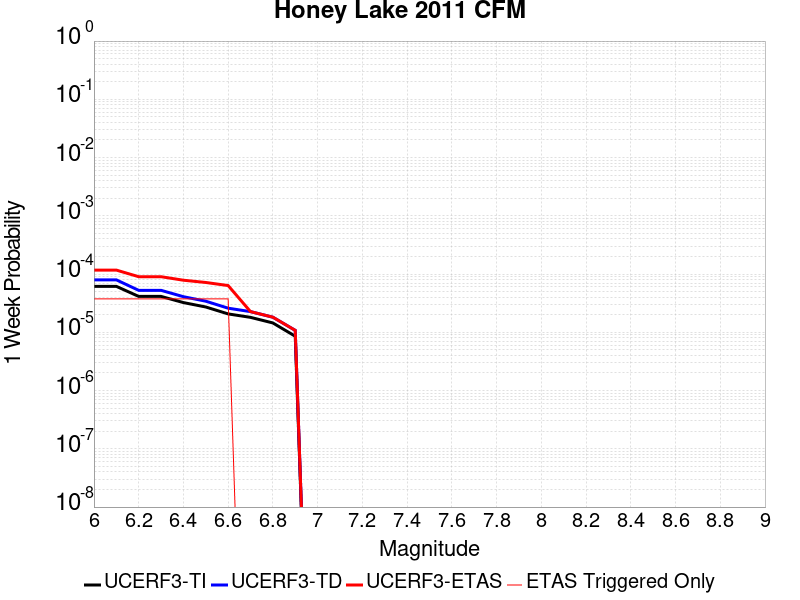 Honey Lake 2011 CFM
10^0
10^-1
10^-2
10^-3
10^-4
10^-5
10^-6
10^-7
10^-8
1 Week Probability
6 6.2 6.4 6.6 6.8 7 7.2 7.4 7.6 7.8 8 8.2 8.4 8.6 8.8 9
Magnitude
UCERF3-TI UCERF3-TD UCERF3-ETAS ETAS Triggered Only